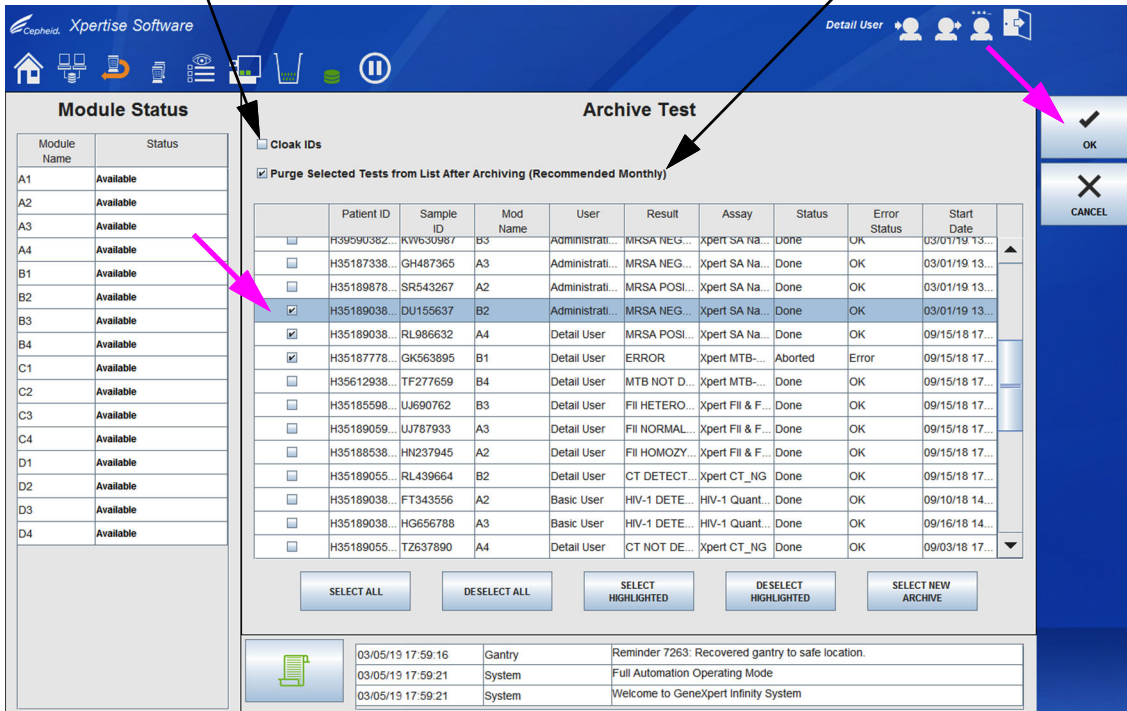 Cepheid. Xpertise Software
Detail User
Module Status
Module Name Status
A1 Available
A2 Available
A3 Available
A4 Available
B1 Available
B2 Available
B3 Available
B4 Available
C1 Available
C2 Available
C3 Available
C4 Available
D1 Available
D2 Available
D3 Available
D4 Available
Archive Test
Cloak IDs
Purge Selected Tests from List After Archiving (Recommended Monthly)
Patient ID Sample ID Mod Name User Result Assay Status Error Status Start Date
H39590382... KW630987 B3 Administrati... MRSA NEG... Xpert SA Na... Done OK 03/01/19 13...
H35187338... GH487365 A3 Administrati... MRSA NEG... Xpert SA Na... Done OK 03/01/19 13...
H35189878... SR543267 A2 Administrati... MRSA POSI... Xpert SA Na... Done OK 03/01/19 13...
H35189038... DU155637 B2 Administrati... MRSA NEG... Xpert SA Na... Done OK 03/01/19 13...
H35189038... RL986632 A4 Detail User MRSA POSI... Xpert SA Na... Done OK 09/15/18 17...
H35187778... GK563895 B1 Detail User ERROR Xpert MTB-... Aborted Error 09/15/18 17...
H35612938... TF277659 B4 Detail User MTB NOT D... Xpert MTB-... Done OK 09/15/18 17...
H35185598... UJ690762 B3 Detail User FII HETERO... Xpert FII & F... Done OK 09/15/18 17...
H35189059... UJ787933 A3 Detail User FII NORMAL... Xpert FII & F... Done OK 09/15/18 17...
H35188538... HN237945 A2 Detail User FII HOMOZY... Xpert FII & F... Done OK 09/15/18 17...
H35189055... RL439664 B2 Detail User CT DETECT... Xpert CT_NG Done OK 09/15/18 17...
H35189038... FT343556 A2 Basic User HIV-1 DETE... HIV-1 Quant... Done OK 09/10/18 14...
H35189038... HG656788 A3 Basic User HIV-1 DETE... HIV-1 Quant... Done OK 09/16/18 14...
H35189055... TZ637890 A4 Detail User CT NOT DE... Xpert CT_NG Done OK 09/03/18 17...
SELECT ALL
DESELECT ALL
SELECT HIGHLIGHTED
DESELECT HIGHLIGHTED
SELECT NEW ARCHIVE
03/05/19 17:59:16 Gantry Reminder 7263: Recovered gantry to safe location.
03/05/19 17:59:21 System Full Automation Operating Mode
03/05/19 17:59:21 System Welcome to GeneXpert Infinity System
OK
CANCEL